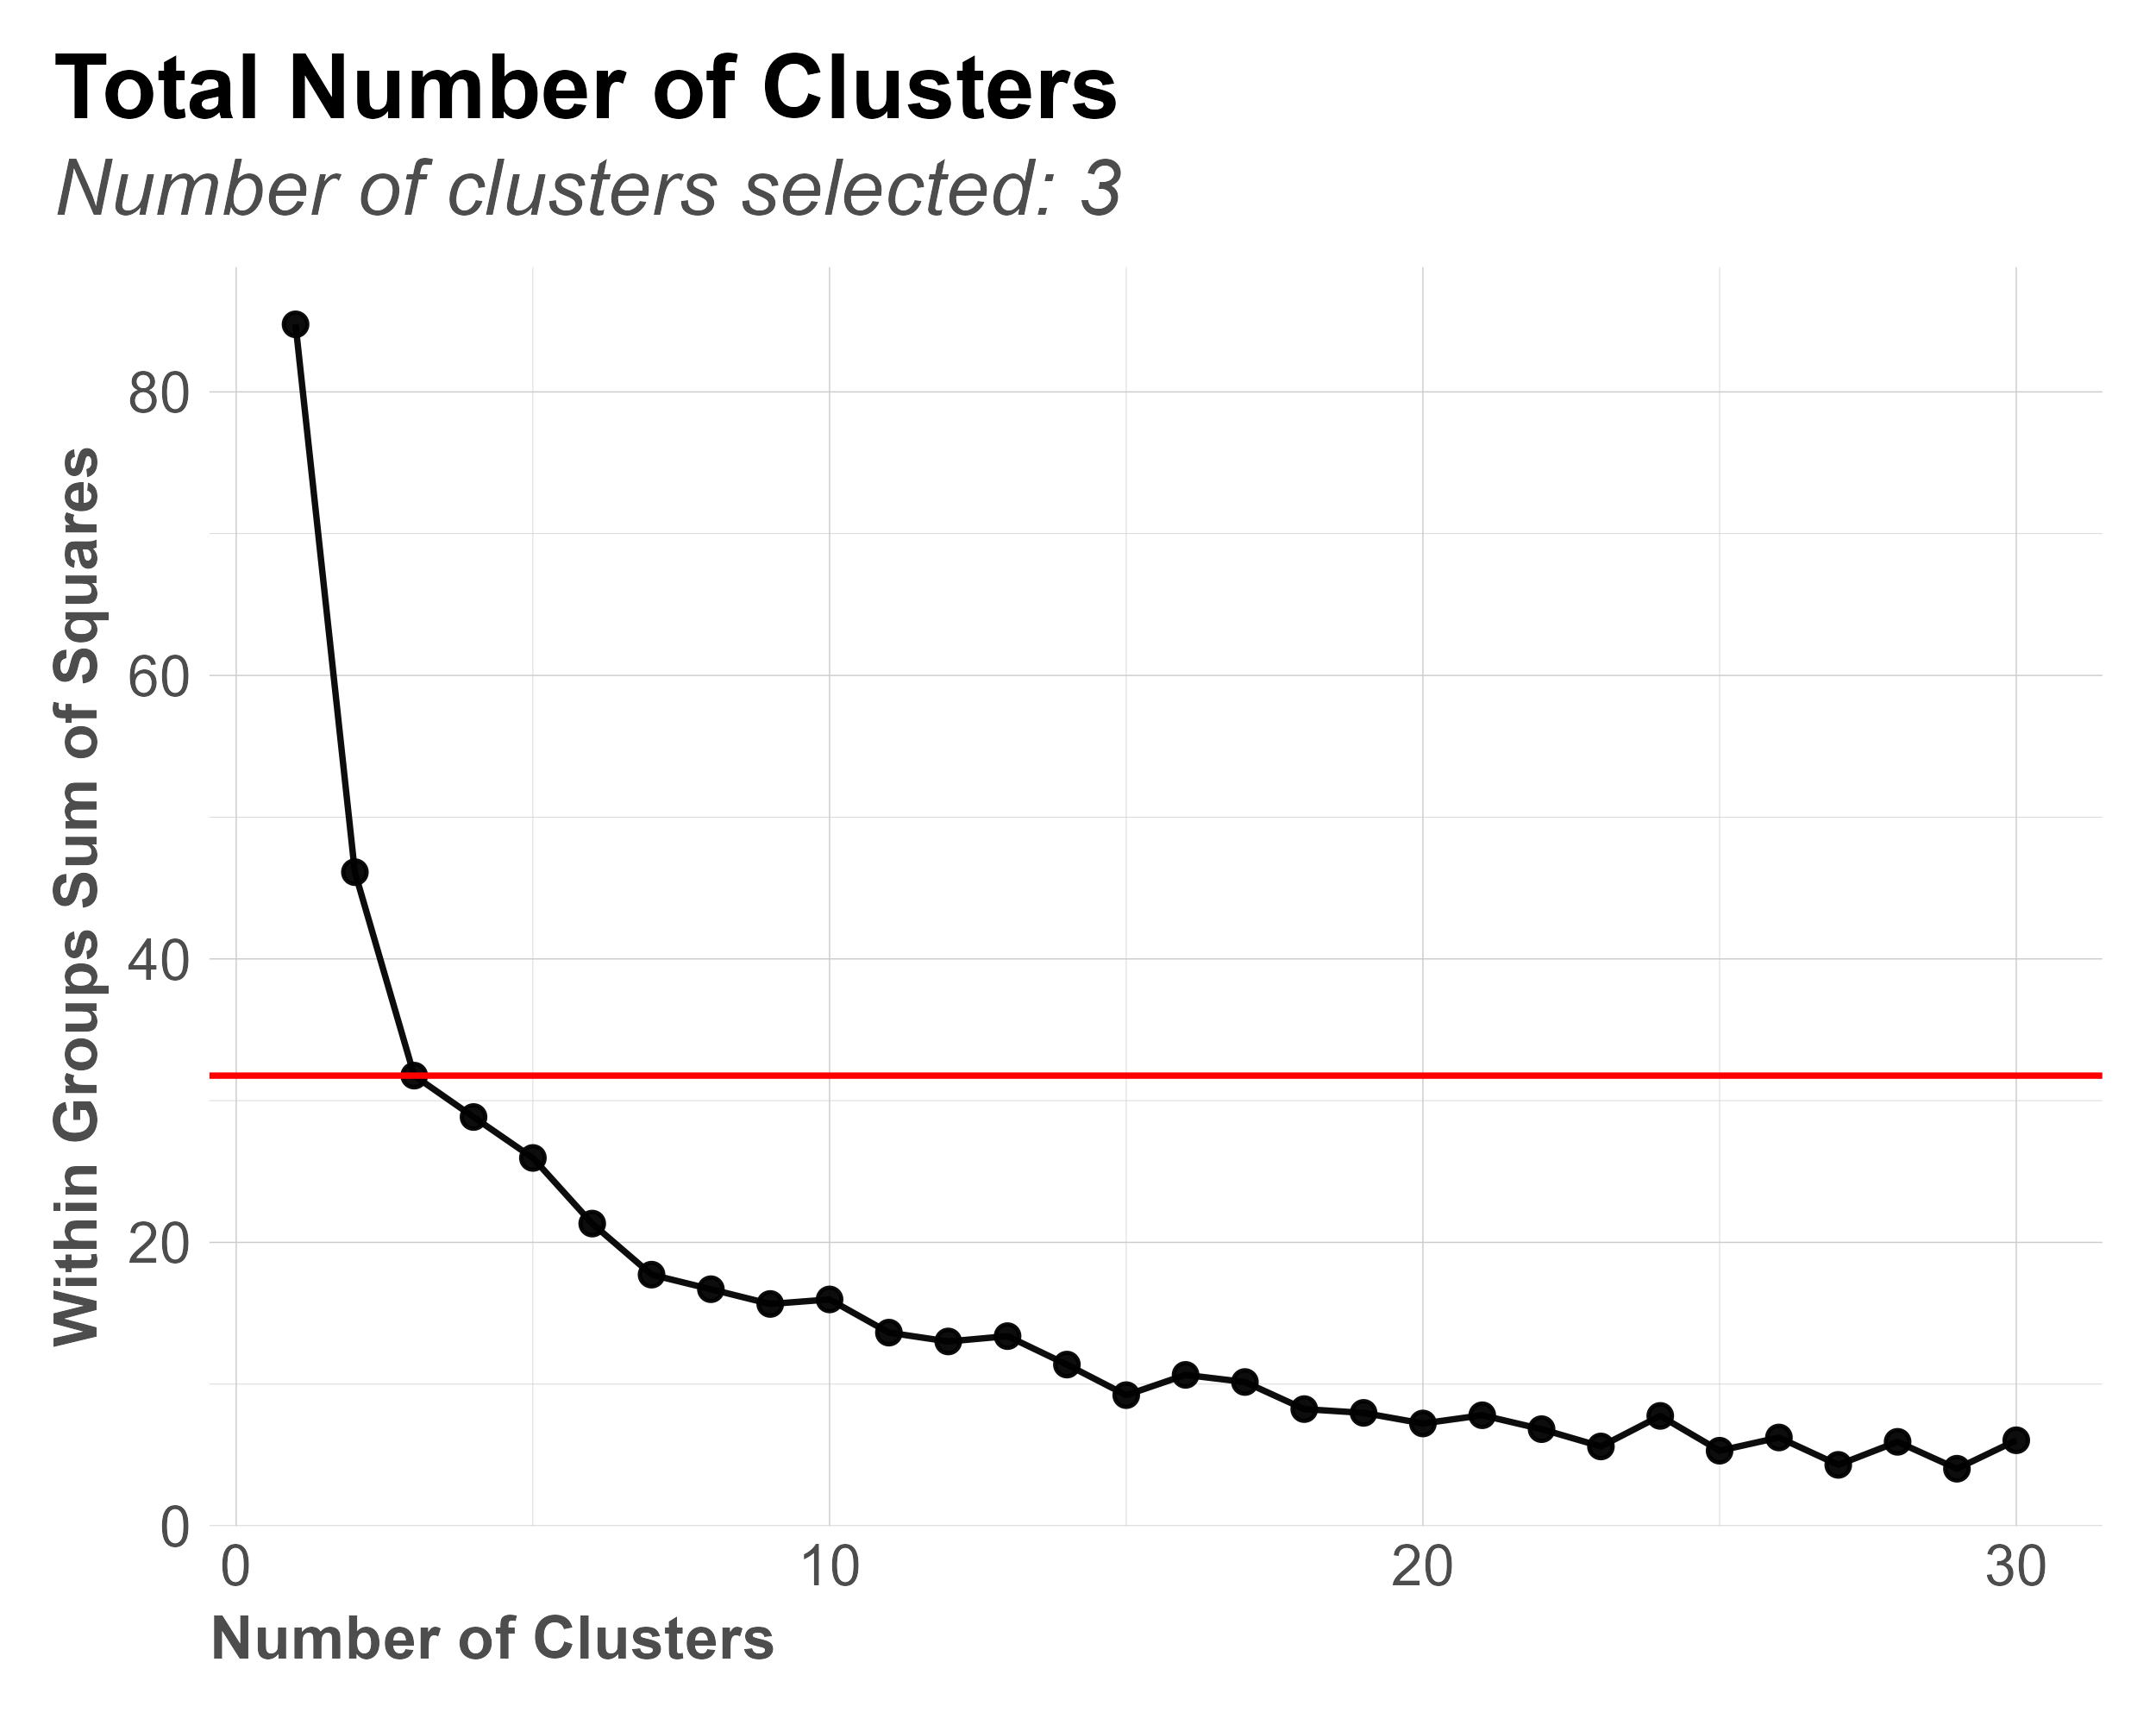 Total Number of Clusters
Number of clusters selected: 3
Within Groups Sum of Squares
80
60
40
20
0
0 10 20 30
Number of Clusters